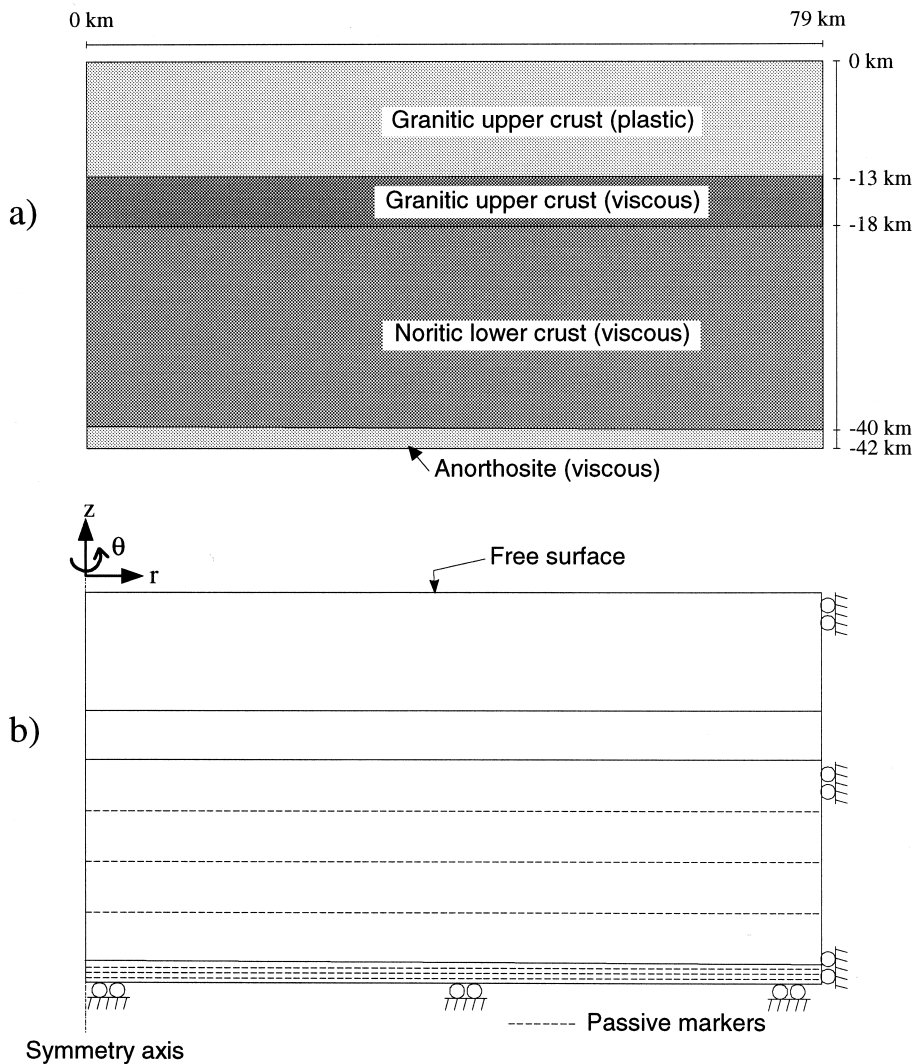 0 km
79 km
0 km
Granitic upper crust (plastic)
-13 km
a)
Granitic upper crust (viscous)
-18 km
Noritic lower crust (viscous)
-40 km
-42 km
Anorthosite (viscous)
z
θ
r
Free surface
b)
Passive markers
Symmetry axis